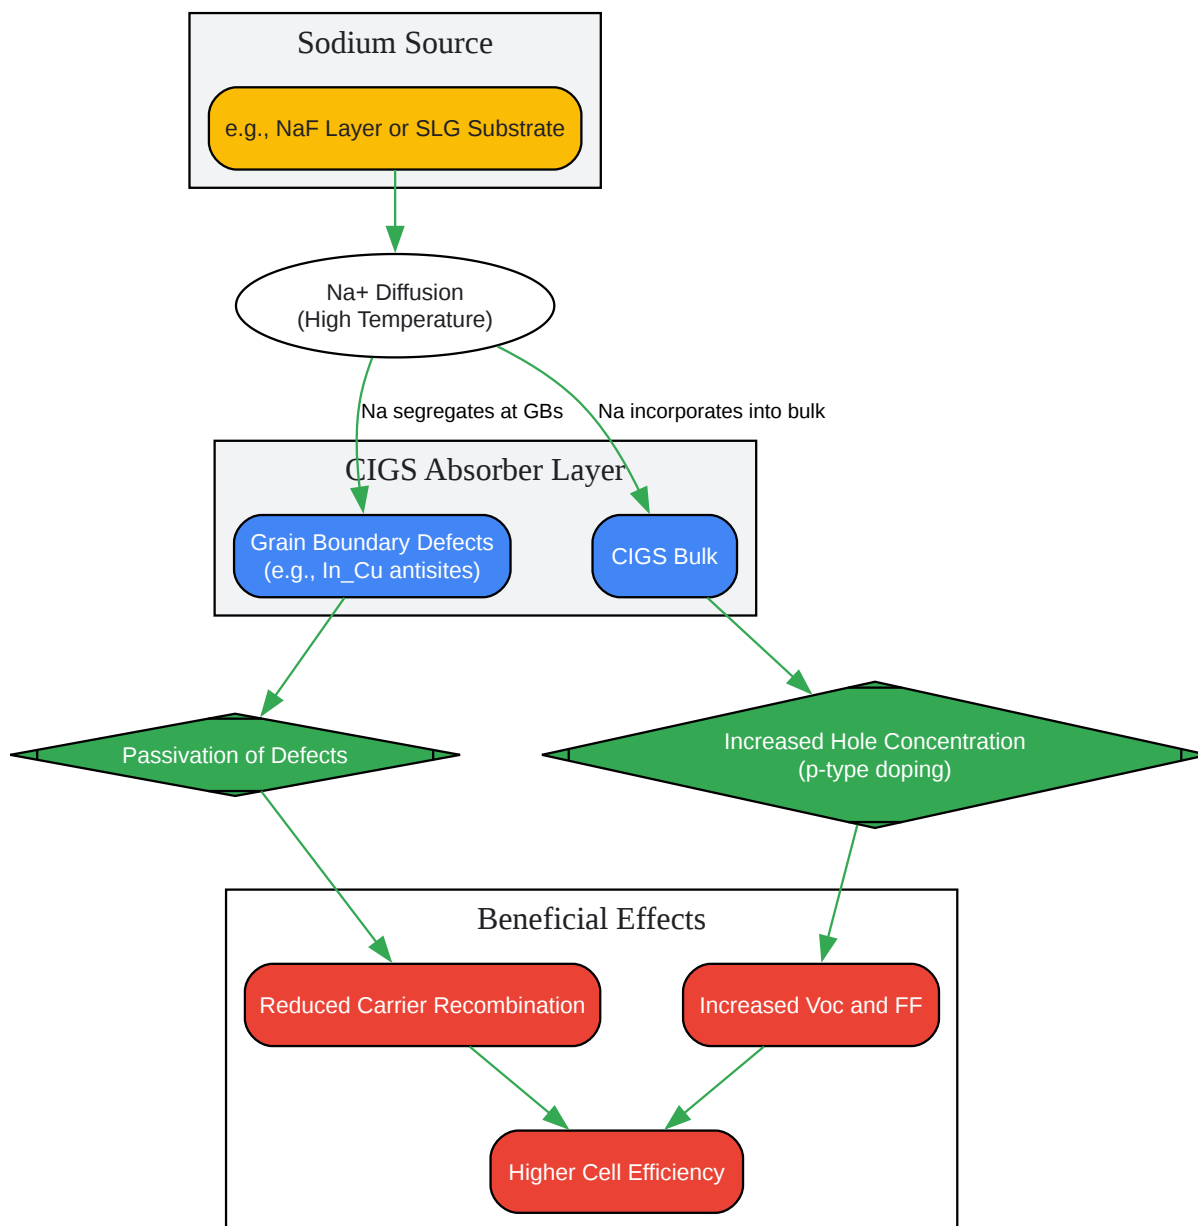 Sodium Source
e.g., NaF Layer or SLG Substrate
Na+ Diffusion
(High Temperature)
Na segregates at GBs
Na incorporates into bulk
CIGS Absorber Layer
Grain Boundary Defects
(e.g., In_Cu antisites)
CIGS Bulk
Passivation of Defects
Increased Hole Concentration
(p-type doping)
Beneficial Effects
Reduced Carrier Recombination
Increased Voc and FF
Higher Cell Efficiency